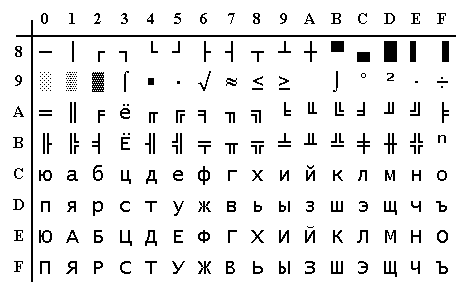 0 1 2 3 4 5 6 7 8 9 A B C D E F
8 ─ │ ┌ ┐ └ ┘ ├ ┤ ┬ ┴ ┼ ▀ ▄ █ ▌ ▐
9 ░ ▒ ▓ ⌠ ■ ∙ √ ≈ ≤ ≥ ⌡ ° ² · ÷
A ═ ║ ╒ ё ╓ ╔ ╕ ╖ ╗ ╘ ╙ ╚ ╛ ╜ ╝ ╞
B ╟ ╠ ╡ Ё ╢ ╣ ╤ ╥ ╦ ╧ ╨ ╩ ╪ ╫ ╬ ⁿ
C ю а б ц д е ф г х и й к л м н о
D п я р с т у ж в ь ы з ш э щ ч ъ
E Ю А Б Ц Д Е Ф Г Х И Й К Л М Н О
F П Я Р С Т У Ж В Ь Ы З Ш Э Щ Ч Ъ